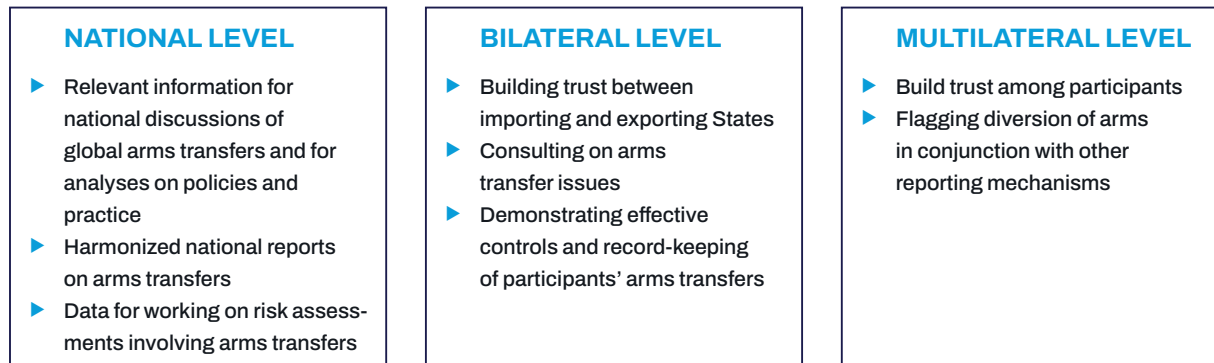 NATIONAL LEVEL
Relevant information for
national discussions of
global arms transfers and for
analyses on policies and
practice
Harmonized national reports
on arms transfers
Data for working on risk assess-
ments involving arms transfers
BILATERAL LEVEL
Building trust between
importing and exporting States
Consulting on arms
transfer issues
Demonstrating effective
controls and record-keeping
of participants’ arms transfers
MULTILATERAL LEVEL
Build trust among participants
Flagging diversion of arms
in conjunction with other
reporting mechanisms